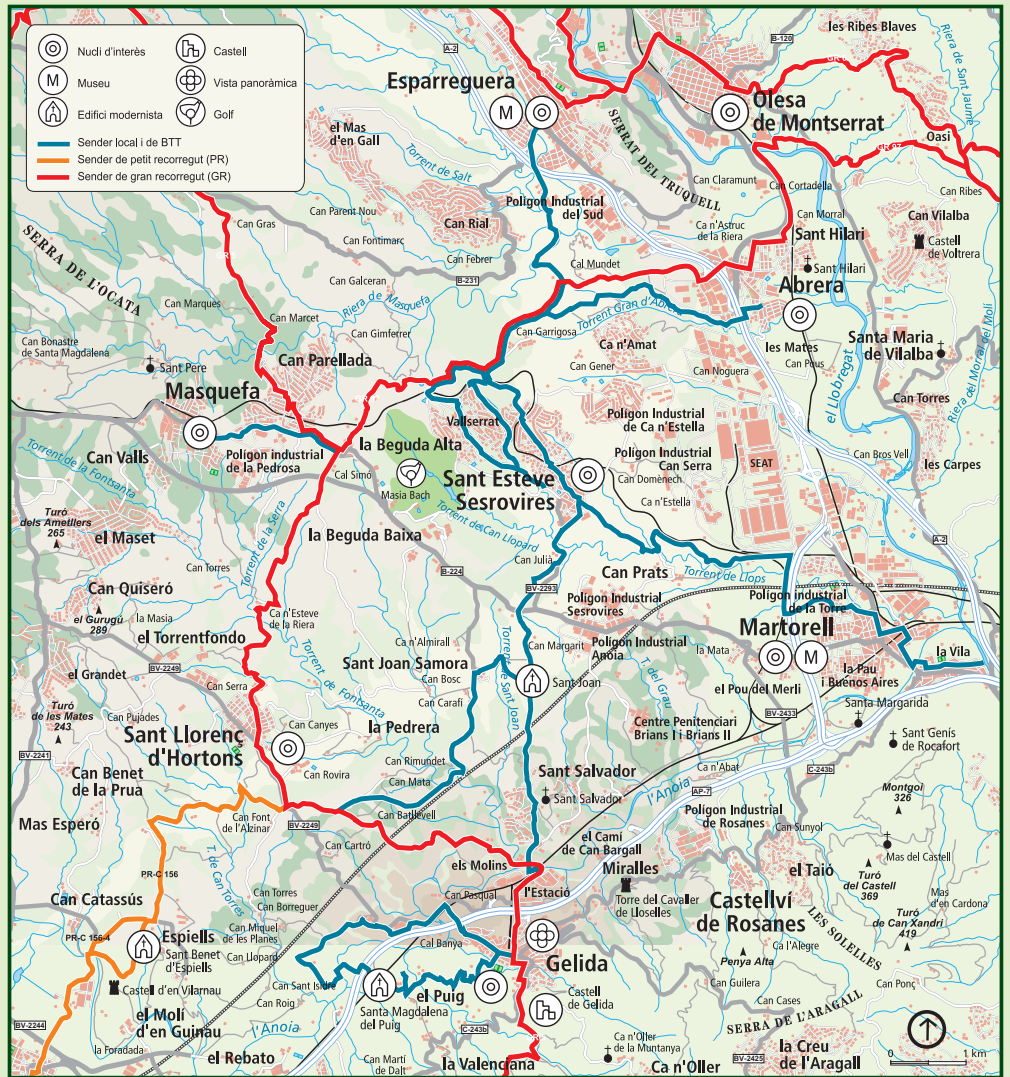 Nucli d'interès
Castell
M
Museu
Vista panoràmica
Edifici modernista
Golf
Sender local i de BTT
Sender de petit recorregut (PR)
Sender de gran recorregut (GR)
A-2
B-120
les Ribes Blaves
Riera de Sant Jaume
Esparreguera
M
Olesa
de Montserrat
Oasi
el Mas
d'en Gall
Torrent de Salt
SERRAT DEL TRUQUELL
GR 97
Can Claramunt
Can Cortadella
Can Ribes
Can Parent Nou
Can Rial
Polígon Industrial
del Sud
Can Morral
Can Vilalba
Can Gras
Can Fontimarc
Ca n'Astruc
de la Riera
Sant Hilari
Castell
de Voltrera
SERRA DE L'OCATA
Can Febrer
Cal Mundet
Sant Hilari
Can Galceran
B-231
Riera de Masquefa
Abrera
Can Marques
Can Marcet
Torrent Gran d'Abrera
Can Gimferrer
Can Garrigosa
Can Bonastre
de Santa Magdalena
Can Parellada
Ca n'Amat
les Mates
Santa Maria
de Vilalba
Sant Pere
Can Gener
Can Noguera
Can Pous
el Llobregat
Riera del Morral del Molí
Masquefa
Can Torres
Vallserrat
Polígon Industrial
de Ca n'Estella
la Beguda Alta
Can Valls
Polígon industrial
de la Pedrosa
Torrent de la Fontsanta
Cal Simó
Masia Bach
Sant Esteve
Sesrovires
Polígon Industrial
Can Serra
SEAT
Can Bros Vell
les Carpes
Can Domènech
Ca n'Estella
Turó
dels Ametllers
265
el Maset
Torrent de la Serra
la Beguda Baixa
Torrent de Can Llopard
A-2
Can Torres
Can Julià
B-224
Can Prats
Torrent de Llops
BV-2293
Can Quiseró
Polígon Industrial
Sesrovires
Polígon industrial
de la Torre
el Gurugú
289
la Masia
Ca n'Esteve
de la Riera
el Torrentfondo
Ca n'Almirall
Torrent de Sant Joan
Can Margarit
Polígon Industrial
Anoia
Martorell
M
la Vila
BV-2249
Torrent de Fontsanta
Sant Joan Samora
la Mata
el Grandet
Can Serra
Can Bosc
Sant Joan
T. del Grau
la Pau
i Buenos Aires
el Pou del Merli
Turó
de les Mates
243
Can Pujades
Can Carafí
Can Canyes
la Pedrera
Santa Margarida
BV-2433
Centre Penitenciari
Brians I i Brians II
Sant Genís
de Rocafort
Sant Llorenç
d'Hortons
BV-2241
Can Rimundet
Ca n'Abat
C-243b
Can Benet
de la Prua
Can Rovira
Can Mata
Sant Salvador
l'Anoia
AP-7
Montgoi
326
Sant Salvador
Mas Esperó
Can Font
de l'Alzinar
BV-2249
Can Batllevell
Polígon Industrial
de Rosanes
Can Sunyol
el Camí
de Can Bargall
Can Cartró
Mas del Castell
els Molins
Miralles
el Taió
T. de Can Torres
PR-C 156
l'Estació
Turó
del Castell
369
Can Catassús
Can Torres
Can Pasqual
Torre del Cavaller
de Lloselles
Mas
d'en Cardona
Can Borreguer
Castellví
de Rosanes
Turó
de Can Xandri
419
PR-C 156-4
Espiells
Can Miquel
de les Planes
LES SOLELLES
Sant Benet
d'Espiells
Cal Banya
Ca l'Alegre
Can Llopard
Gelida
Penya Alta
Castell d'en Vilarnau
Can Sant Isidre
Can Guilera
Can Ponç
el Puig
Castell
de Gelida
Can Roig
Santa Magdalena
del Puig
Can Cases
el Molí
d'en Guinau
SERRA DE L'ARAGALL
BV-2244
l'Anoia
C-243b
Ca n'Oller
de la Muntanya
la Foradada
el Rebato
Can Martí
de Dalt
la Valenciana
Ca n'Oller
BV-2425
la Creu
de l'Aragall
0 1 km